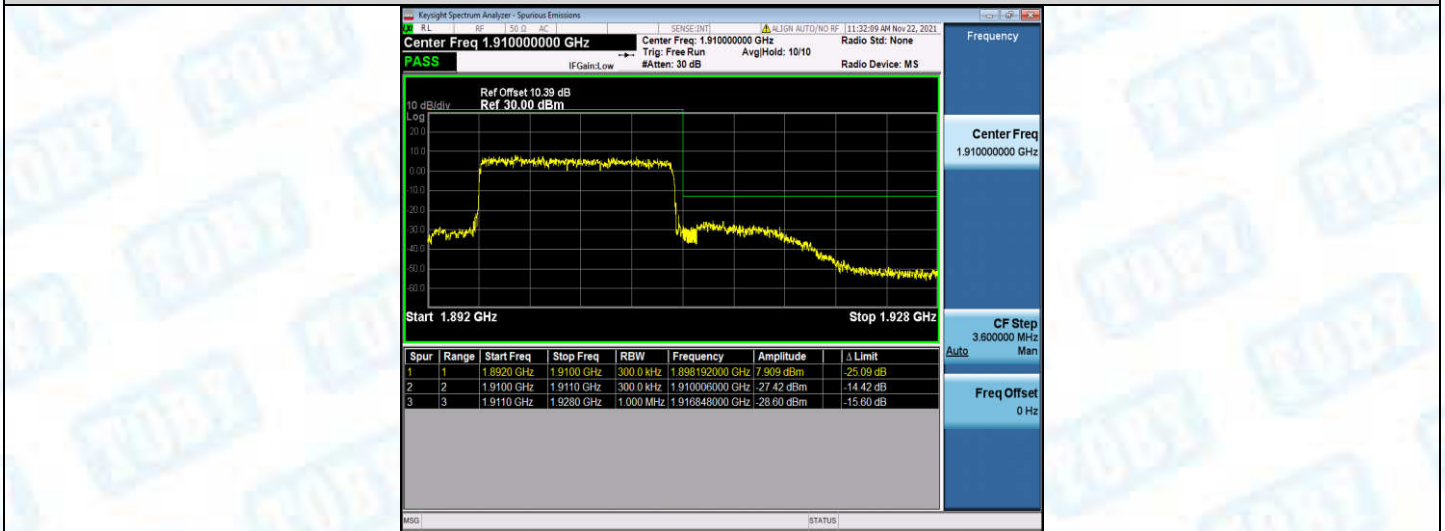 Keysight Spectrum Analyzer - Spurious Emissions
RL RF 50 Ω AC SENSE:INT ALIGN AUTO/NO RF 11:32:09 AM Nov 22, 2021
Center Freq 1.910000000 GHz
Center Freq: 1.910000000 GHz
Radio Std: None
Trig: Free Run Avg|Hold: 10/10
PASS
IFGain:Low
#Atten: 30 dB
Radio Device: MS
Frequency
Ref Offset 10.39 dB
10 dB/div Ref 30.00 dBm
Log
20.0
10.0
0.00
-10.0
-20.0
-30.0
-40.0
-50.0
-60.0
Start 1.892 GHz
Stop 1.928 GHz
Center Freq
1.910000000 GHz
CF Step
3.600000 MHz
Auto Man
Freq Offset
0 Hz
Spur Range Start Freq Stop Freq RBW Frequency Amplitude Δ Limit
1 1 1.8920 GHz 1.9100 GHz 300.0 kHz 1.898192000 GHz 7.909 dBm -25.09 dB
2 2 1.9100 GHz 1.9110 GHz 300.0 kHz 1.910006000 GHz -27.42 dBm -14.42 dB
3 3 1.9110 GHz 1.9280 GHz 1.000 MHz 1.916848000 GHz -28.60 dBm -15.60 dB
MSG
STATUS